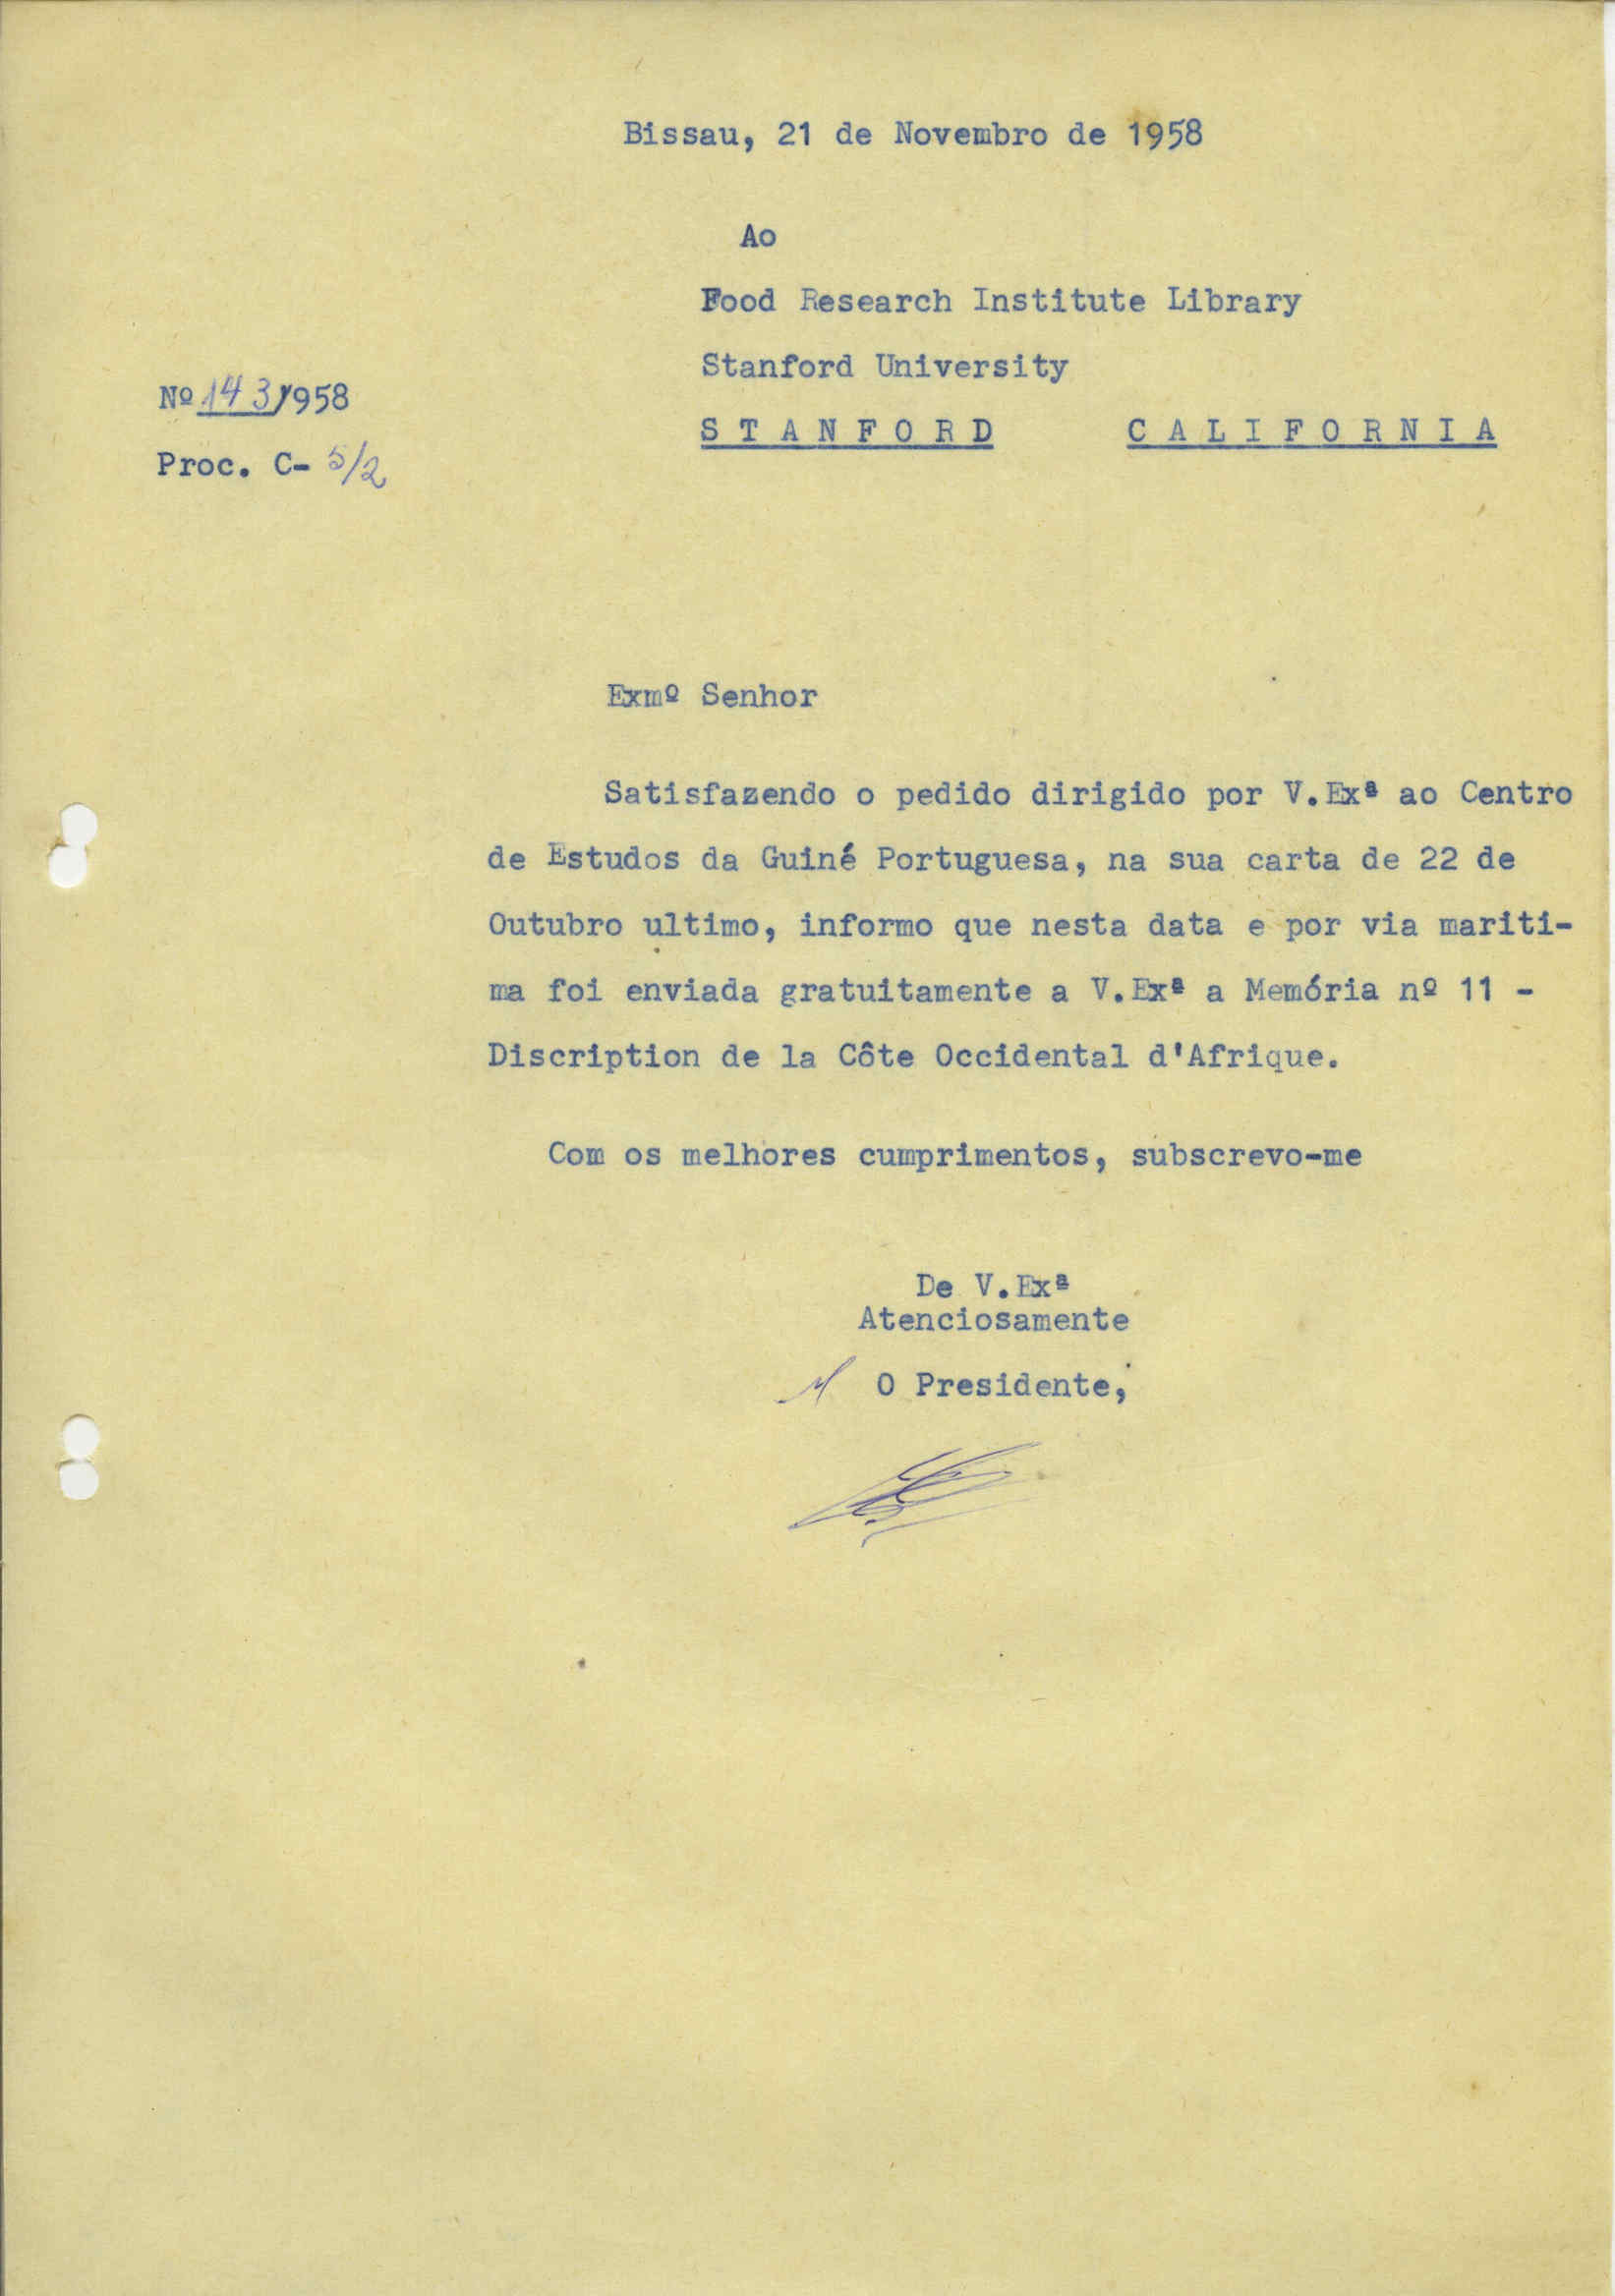 Bissau, 21 de Novembro de 1958
Ao
Food Research Institute Library
Stanford University
STANFORD CALIFORNIA
Nº 143/1958
Proc. C- 5/2
Exmº Senhor
Satisfazendo o pedido dirigido por V.Exª ao Centro
de Estudos da Guiné Portuguesa, na sua carta de 22 de
Outubro ultimo, informo que nesta data e por via mariti-
ma foi enviada gratuitamente a V.Exª a Memória nº 11 -
Discription de la Côte Occidental d'Afrique.
Com os melhores cumprimentos, subscrevo-me
De V.Exª
Atenciosamente
O Presidente,